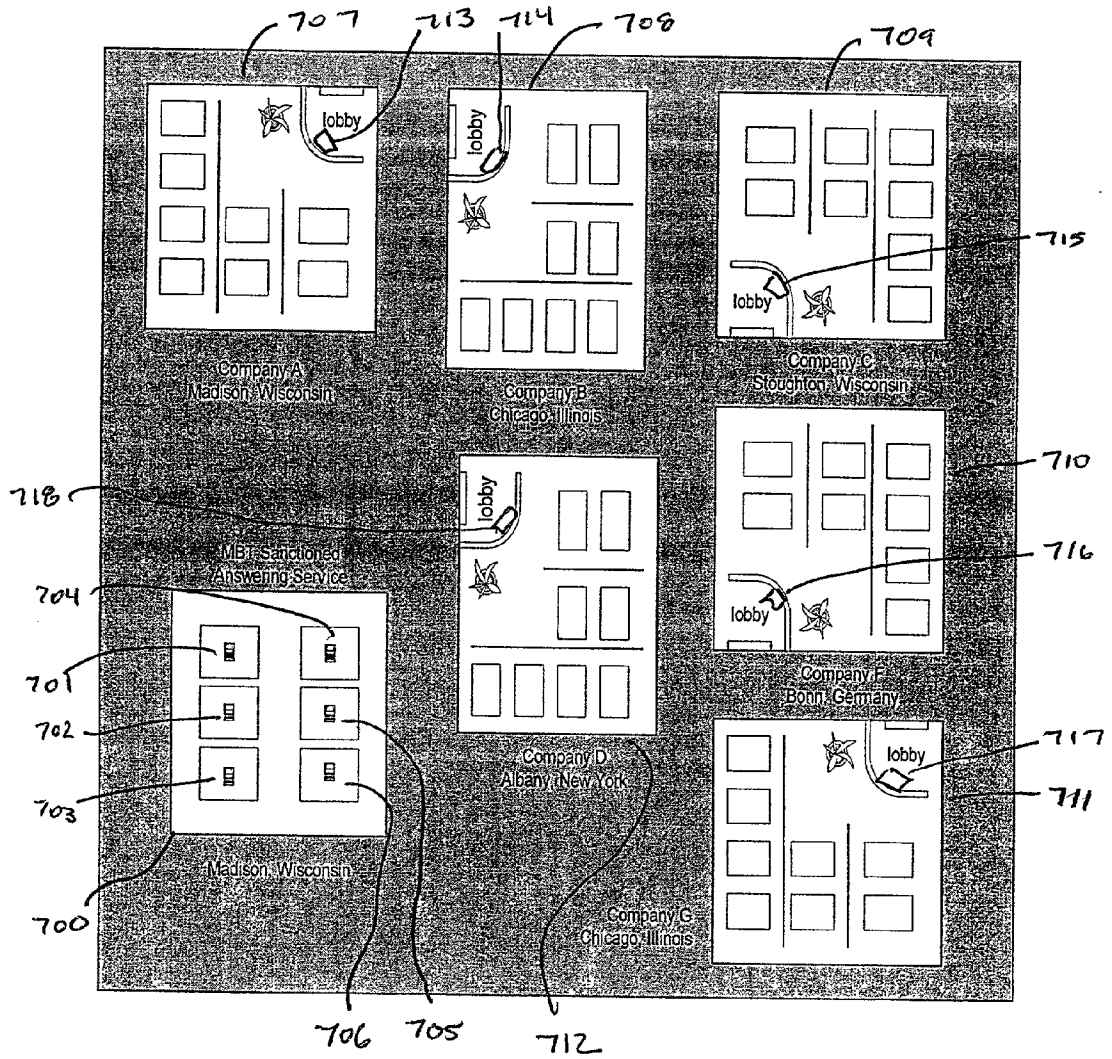 707
713
714
708
709
lobby
lobby
715
lobby
Company A
Madison, Wisconsin
Company B
Chicago, Illinois
Company C
Stoughton, Wisconsin
710
718
lobby
MBT Sanctioned
Answering Service
704
716
lobby
701
702
703
Company F
Bonn, Germany
Company D
Albany, New York
lobby
717
711
Madison, Wisconsin
700
Company G
Chicago, Illinois
706
705
712